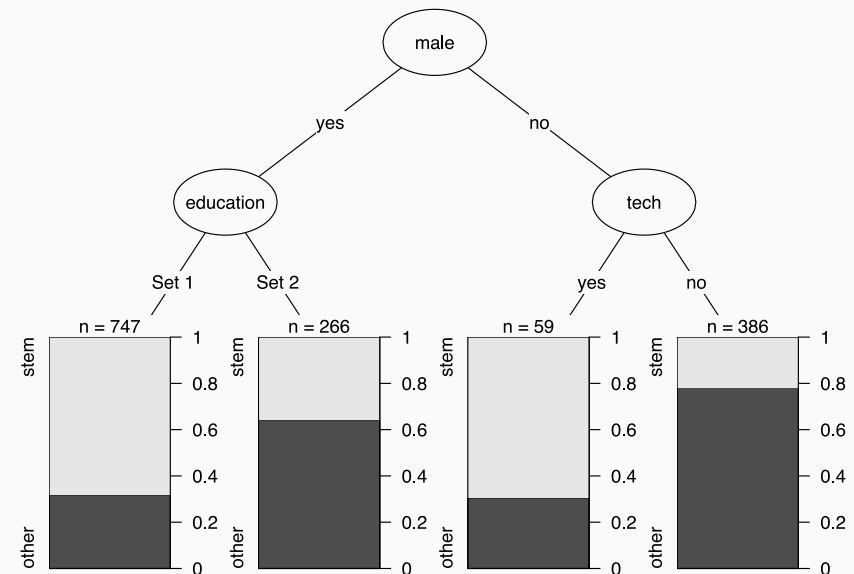 male
yes
no
education
tech
Set 1
Set 2
yes
no
n = 747
n = 266
n = 59
n = 386
stem
other
1
0.8
0.6
0.4
0.2
0
stem
other
1
0.8
0.6
0.4
0.2
0
stem
other
1
0.8
0.6
0.4
0.2
0
stem
other
1
0.8
0.6
0.4
0.2
0